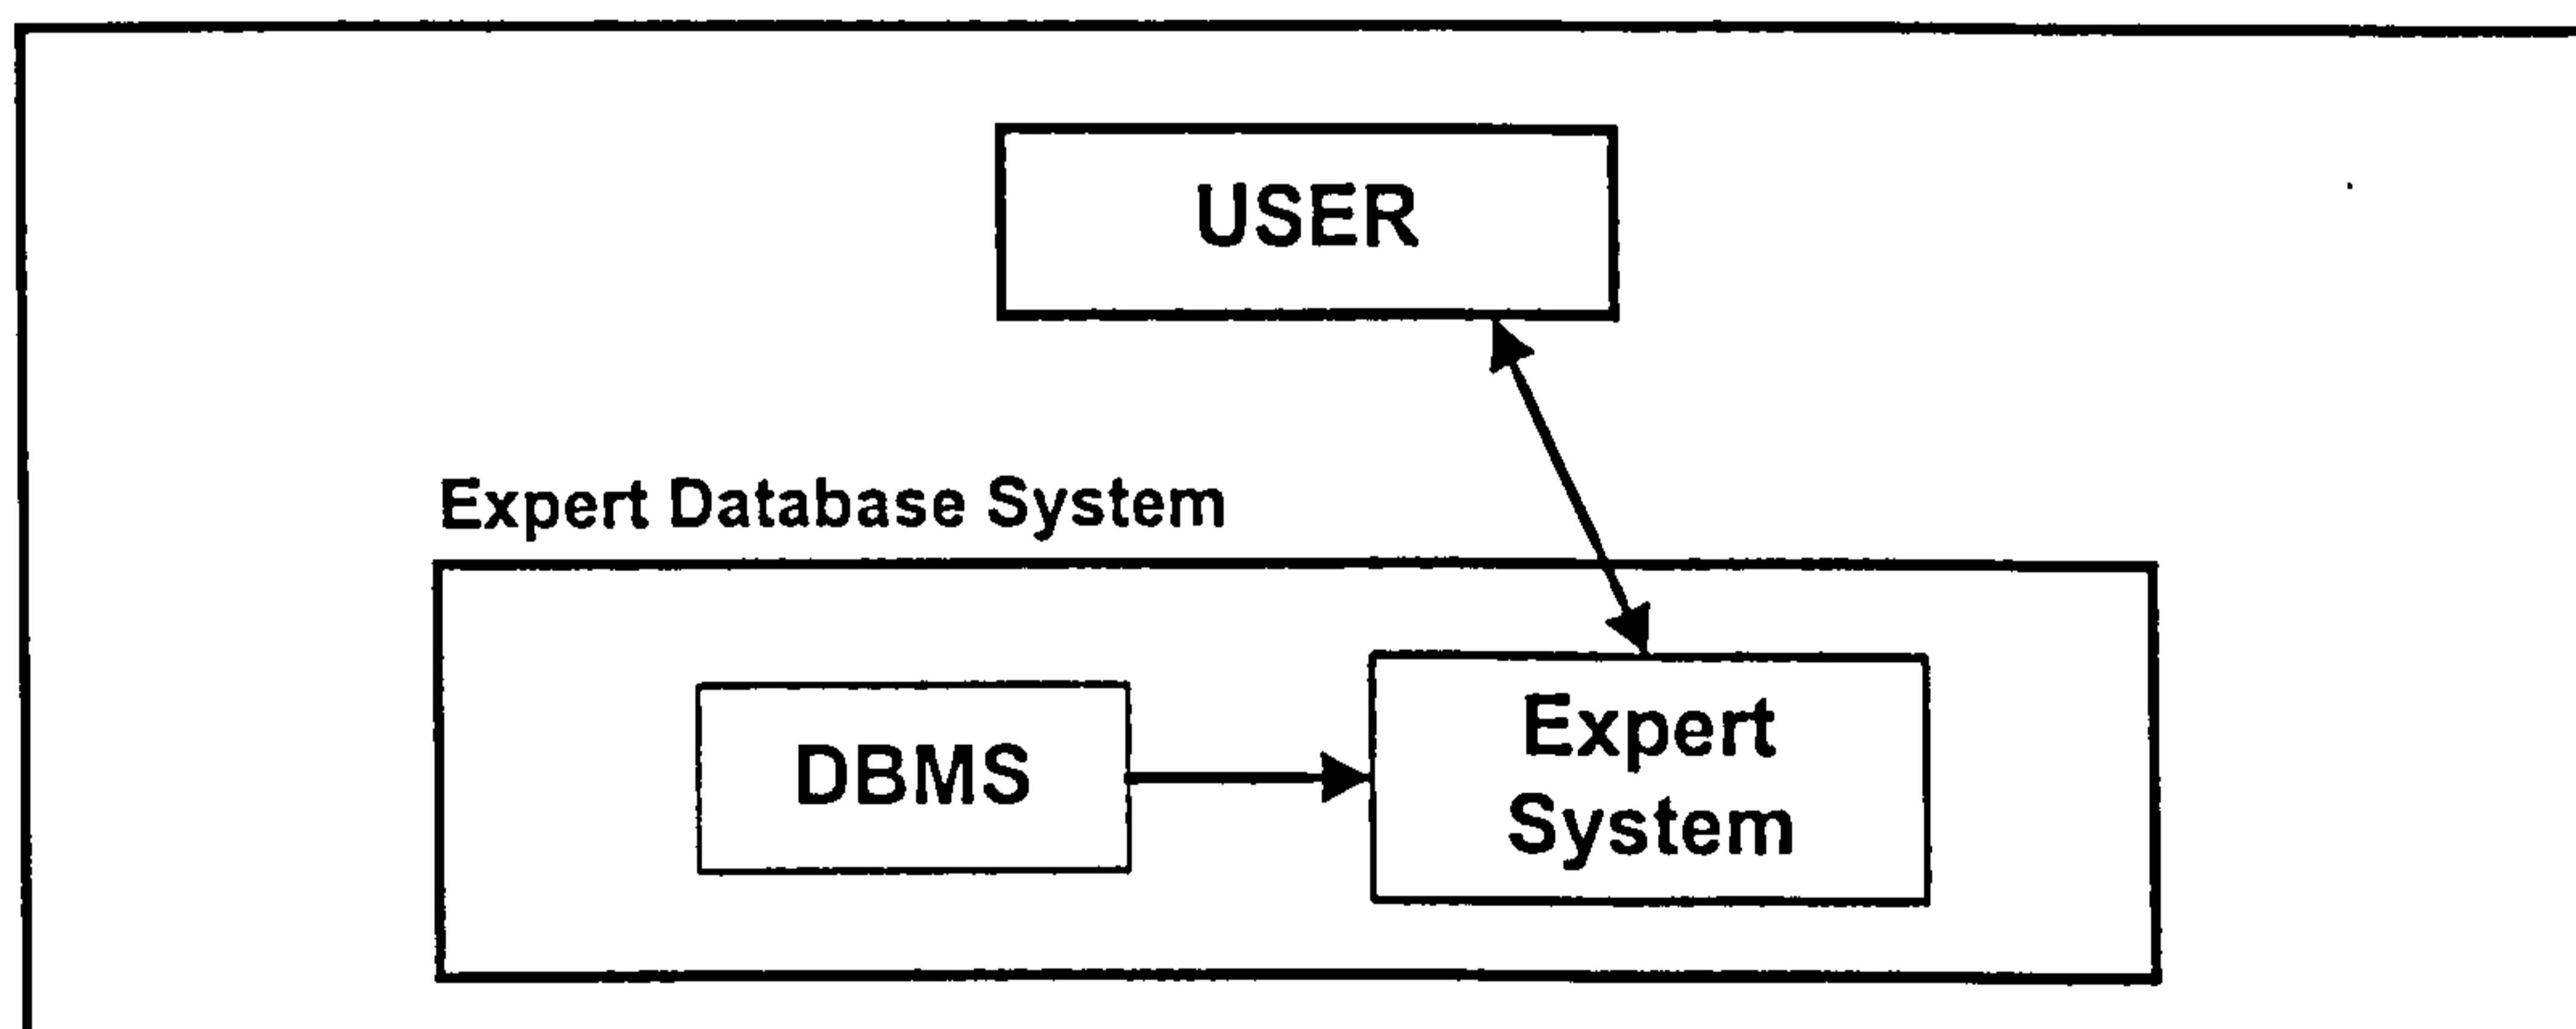 USER
Expert Database System
DBMS
Expert
System